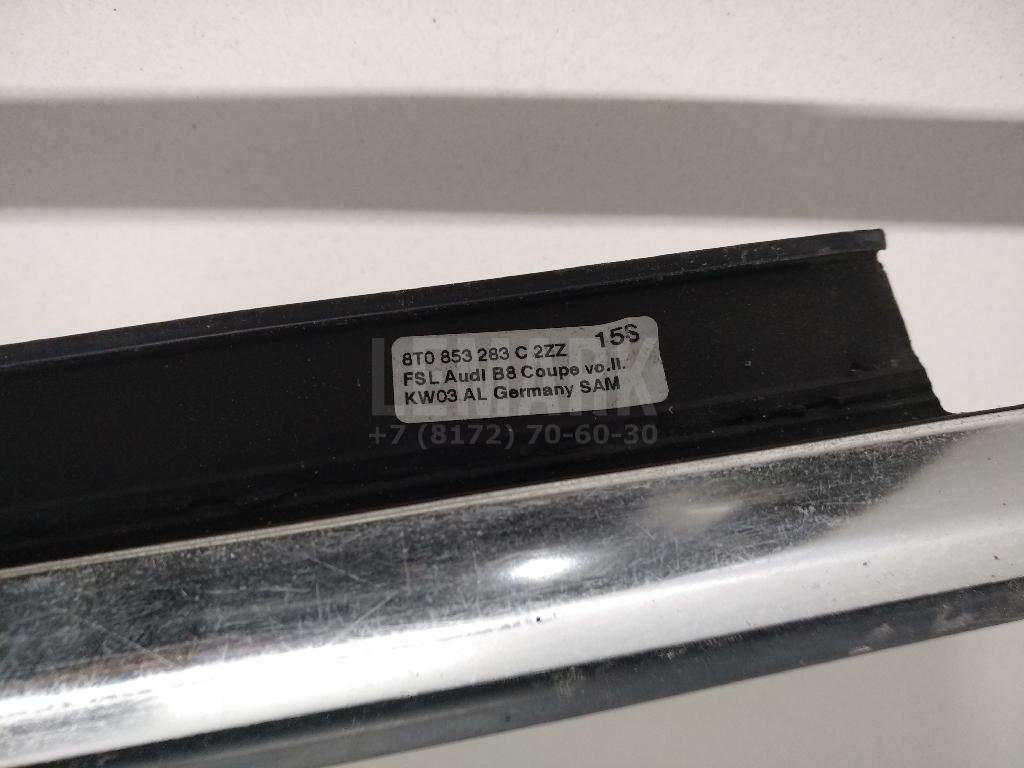 8T0 853 283 C 2ZZ 15S
FSL Audi B8 Coupe vo.li.
KW03 AL Germany SAM
LEMARK
+7 (8172) 70-60-30